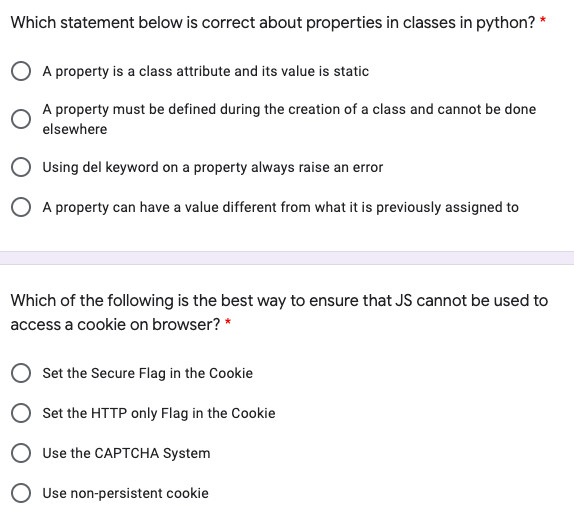 Which statement below is correct about properties in classes in python? *
A property is a class attribute and its value is static
A property must be defined during the creation of a class and cannot be done
elsewhere
Using del keyword on a property always raise an error
A property can have a value different from what it is previously assigned to
Which of the following is the best way to ensure that JS cannot be used to
access a cookie on browser? *
Set the Secure Flag in the Cookie
Set the HTTP only Flag in the Cookie
Use the CAPTCHA System
Use non-persistent cookie